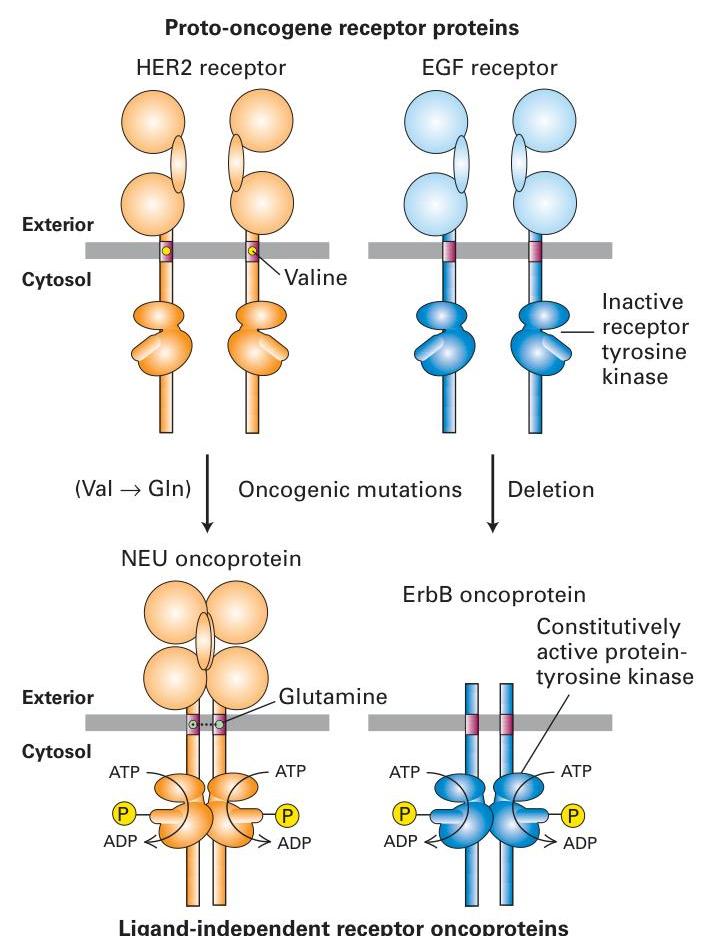 Proto-oncogene receptor proteins
HER2 receptor
EGF receptor
Exterior
Cytosol
Valine
Inactive
receptor
tyrosine
kinase
(Val → Gln)
Oncogenic mutations
Deletion
NEU oncoprotein
ErbB oncoprotein
Constitutively
active protein-
tyrosine kinase
Exterior
Glutamine
Cytosol
ATP
ATP
ATP
ATP
P
P
P
P
ADP
ADP
ADP
ADP
Ligand-independent receptor oncoproteins